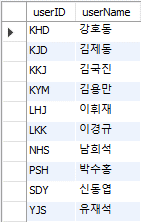 userID userName
KHD 강호동
KJD 김제동
KKJ 김국진
KYM 김용만
LHJ 이휘재
LKK 이경규
NHS 남희석
PSH 박수홍
SDY 신동엽
YJS 유재석